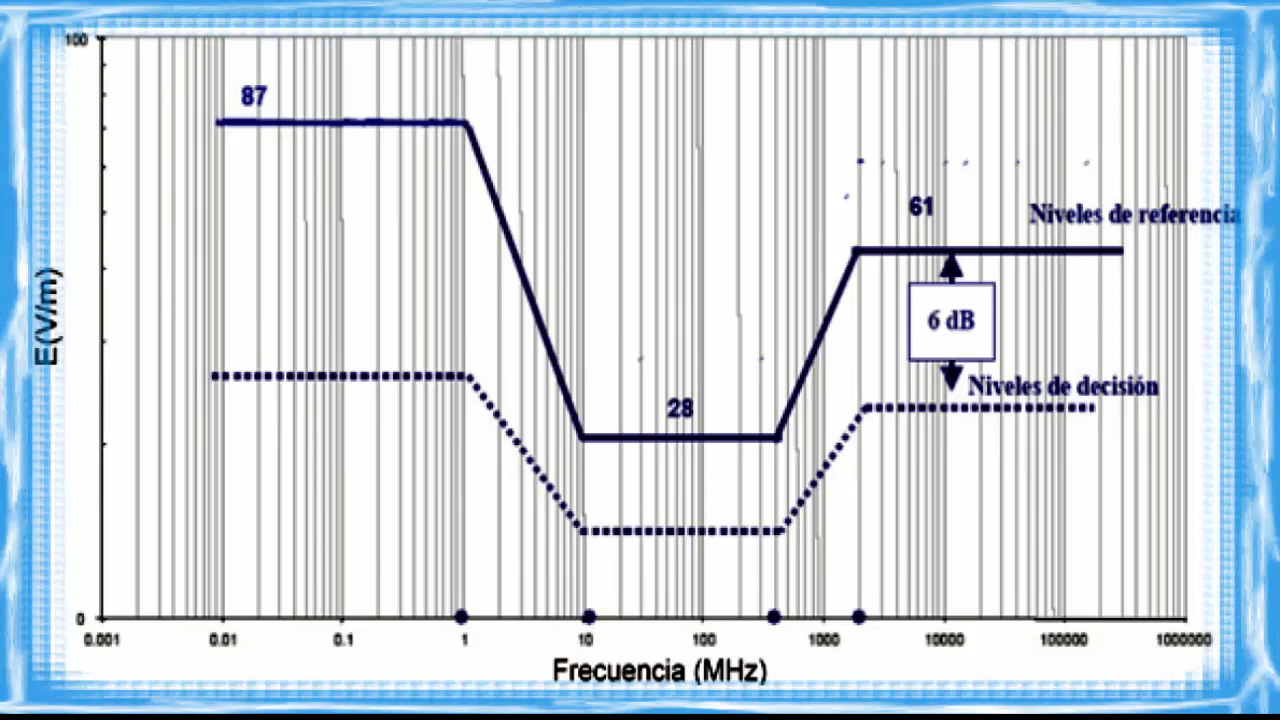 100
87
61
Niveles de referencia
E(V/m)
6 dB
Niveles de decisión
28
0
0.001 0.01 0.1 1 10 100 1000 10000 100000 1000000
Frecuencia (MHz)